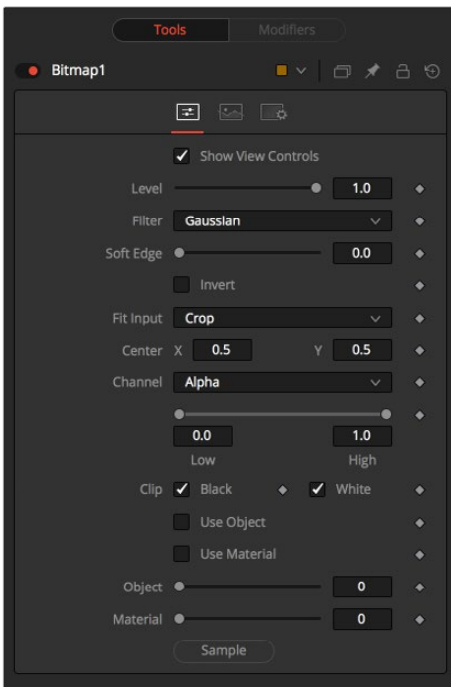 Tools Modifiers
Bitmap1
Show View Controls
Level 1.0
Filter Gaussian
Soft Edge 0.0
Invert
Fit Input Crop
Center X 0.5 Y 0.5
Channel Alpha
0.0 1.0
Low High
Clip Black White
Use Object
Use Material
Object 0
Material 0
Sample